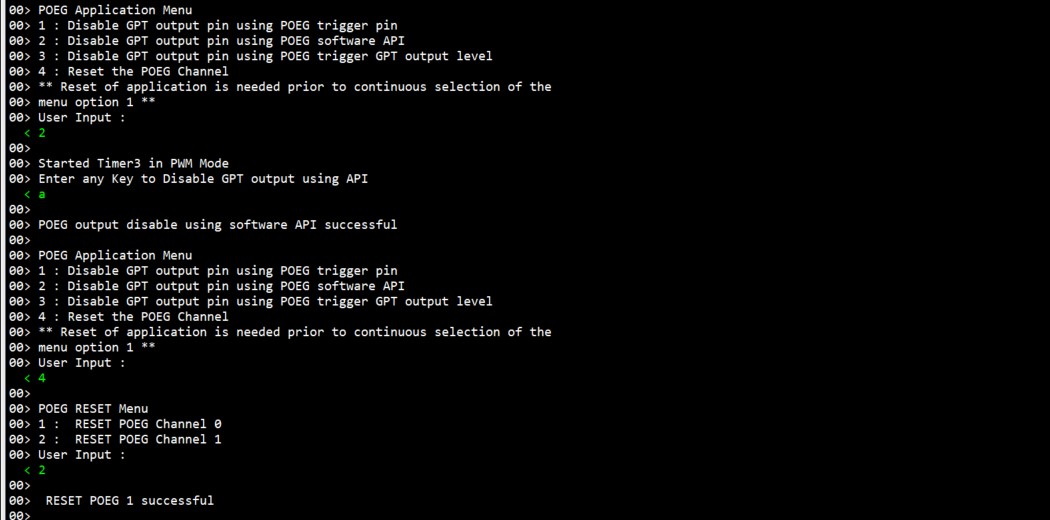 00> POEG Application Menu
00> 1 : Disable GPT output pin using POEG trigger pin
00> 2 : Disable GPT output pin using POEG software API
00> 3 : Disable GPT output pin using POEG trigger GPT output level
00> 4 : Reset the POEG Channel
00> ** Reset of application is needed prior to continuous selection of the
00> menu option 1 **
00> User Input :
< 2
00>
00> Started Timer3 in PWM Mode
00> Enter any Key to Disable GPT output using API
< a
00>
00> POEG output disable using software API successful
00>
00> POEG Application Menu
00> 1 : Disable GPT output pin using POEG trigger pin
00> 2 : Disable GPT output pin using POEG software API
00> 3 : Disable GPT output pin using POEG trigger GPT output level
00> 4 : Reset the POEG Channel
00> ** Reset of application is needed prior to continuous selection of the
00> menu option 1 **
00> User Input :
< 4
00>
00> POEG RESET Menu
00> 1 :  RESET POEG Channel 0
00> 2 :  RESET POEG Channel 1
00> User Input :
< 2
00>
00>  RESET POEG 1 successful
00>